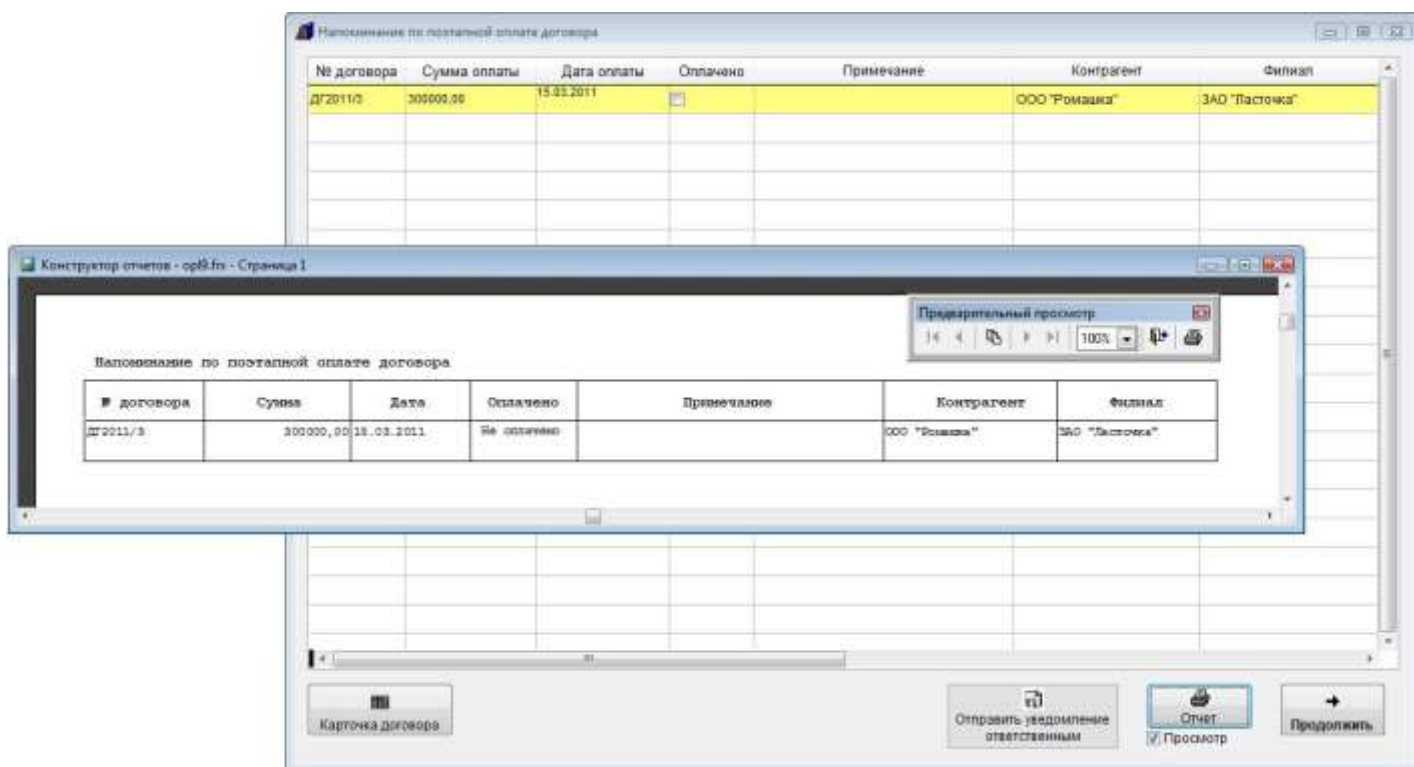 Напоминание по поэтапной оплате договора
№ договора Сумма оплаты Дата оплаты Оплачено Примечание Контрагент Филиал
ДГ2011/3 300000,00 15.03.2011 ООО "Ромашка" ЗАО "Ласточка"
Конструктор отчетов - opl9.frx - Страница 1
Предварительный просмотр
100%
Напоминание по поэтапной оплате договора
№ договора Сумма Дата Оплачено Примечание Контрагент Филиал
ДГ2011/3 300000,00 15.03.2011 Не оплачено ООО "Ромашка" ЗАО "Ласточка"
Карточка договора
Отправить уведомление
ответственным
Отчет
Просмотр
Продолжить